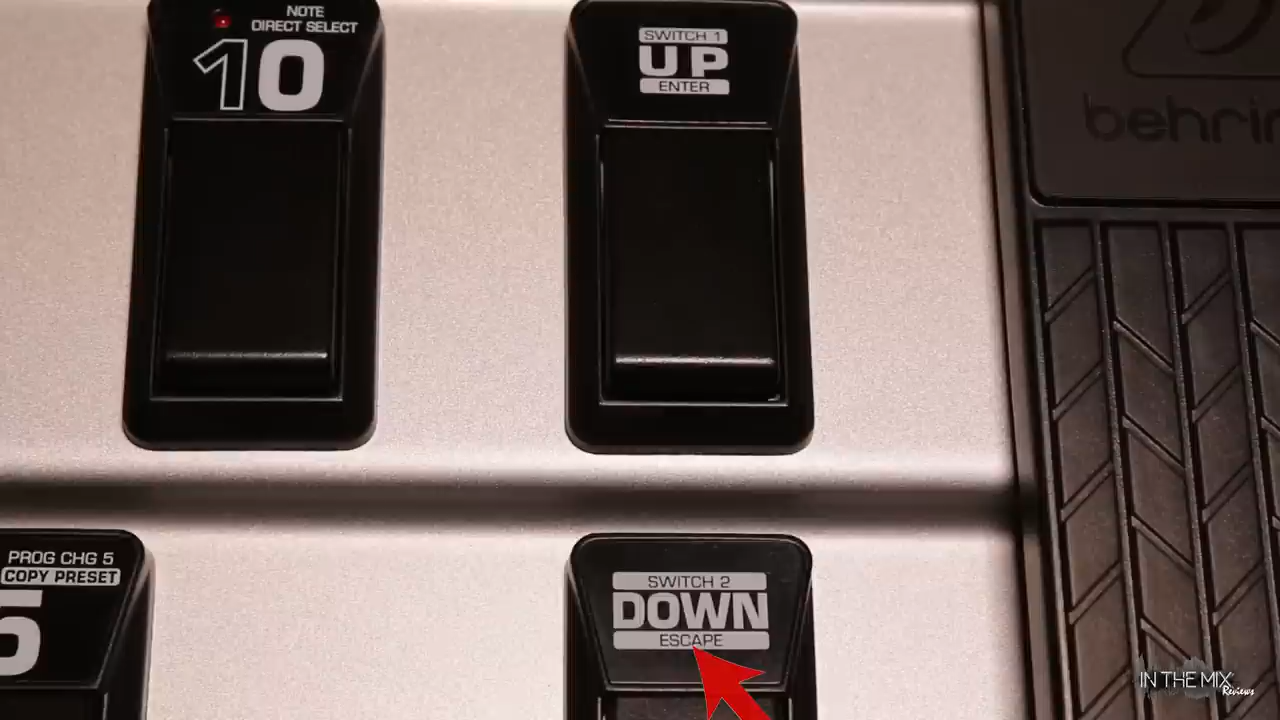 NOTE
DIRECT SELECT
10
SWITCH 1
UP
ENTER
PROG CHG 5
COPY PRESET
5
SWITCH 2
DOWN
ESCAPE
IN THE MIX
Reviews